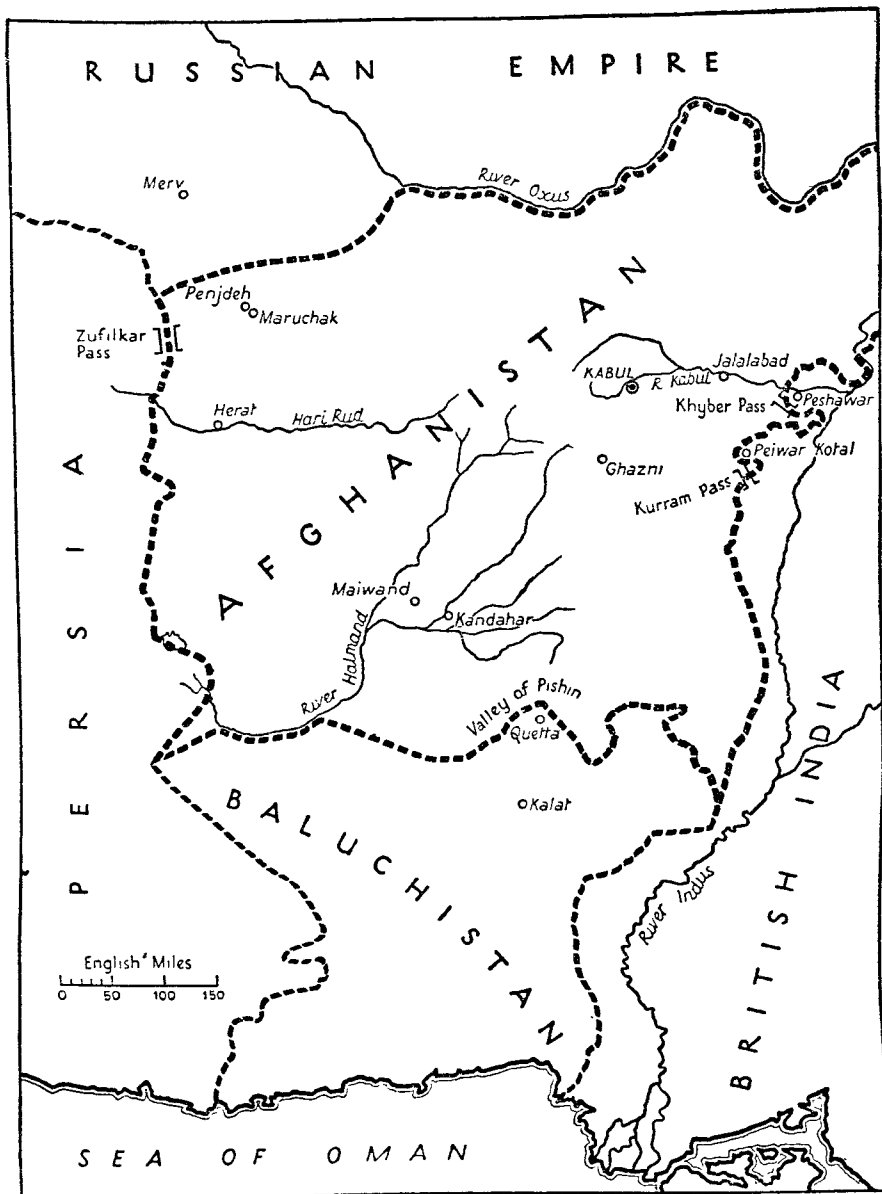 RUSSIAN EMPIRE
Merv
River Oxus
Penjdeh
Maruchak
Zufilkar
Pass
AFGHANISTAN
KABUL
R. Kabul
Jalalabad
Khyber Pass
Peshawar
Herat
Hari Rud
Ghazni
Peiwar Kotal
Kurram Pass
PERSIA
Maiwand
Kandahar
River Halmand
Valley of Pishin
Quetta
BALUCHISTAN
Kalat
River Indus
BRITISH INDIA
English Miles
0 50 100 150
SEA OF OMAN